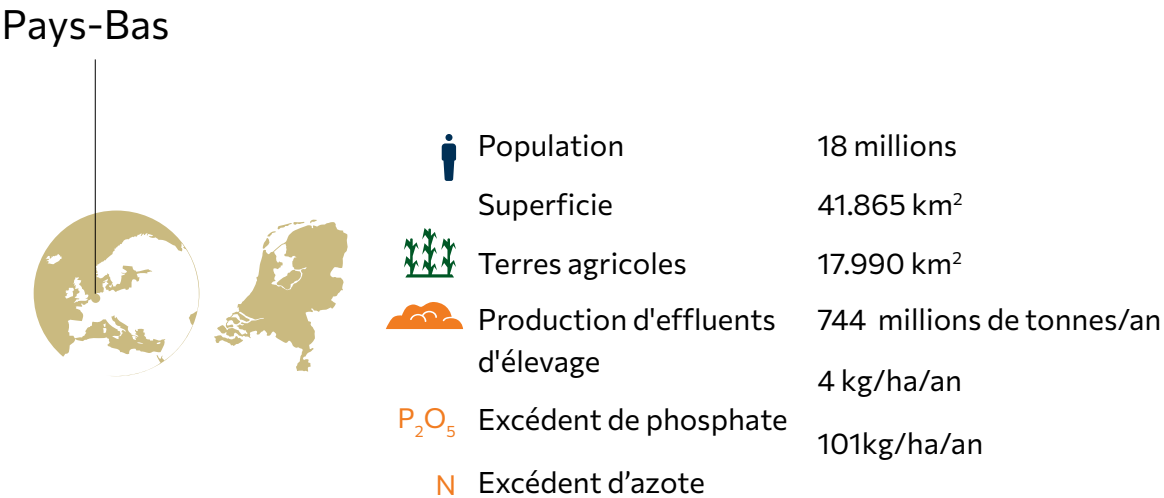 Pays-Bas
Population 18 millions
Superficie 41.865 km²
Terres agricoles 17.990 km²
Production d'effluents 744 millions de tonnes/an
d'élevage
4 kg/ha/an
P₂O₅ Excédent de phosphate
101kg/ha/an
N Excédent d’azote